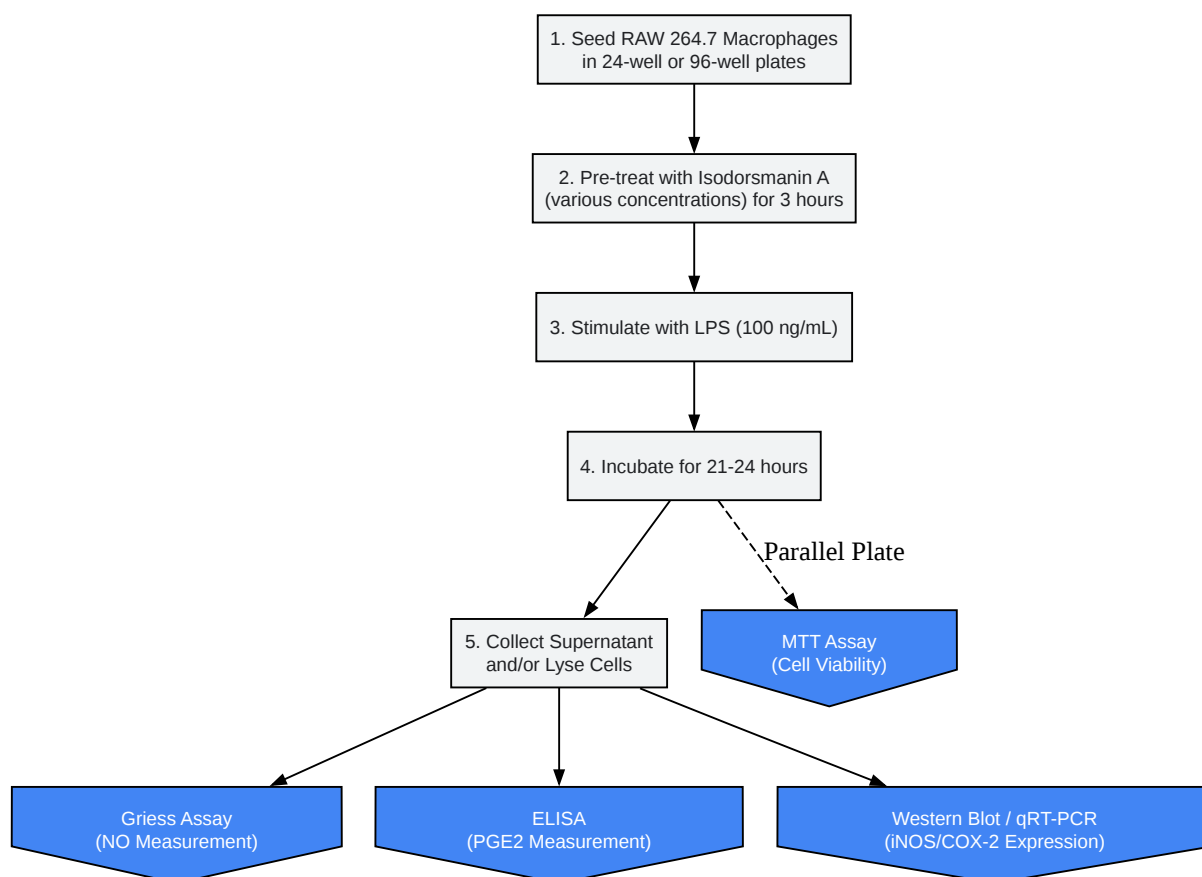 1. Seed RAW 264.7 Macrophages
in 24-well or 96-well plates
2. Pre-treat with Isodorsmanin A
(various concentrations) for 3 hours
3. Stimulate with LPS (100 ng/mL)
4. Incubate for 21-24 hours
Parallel Plate
5. Collect Supernatant
and/or Lyse Cells
MTT Assay
(Cell Viability)
Griess Assay
(NO Measurement)
ELISA
(PGE2 Measurement)
Western Blot / qRT-PCR
(iNOS/COX-2 Expression)